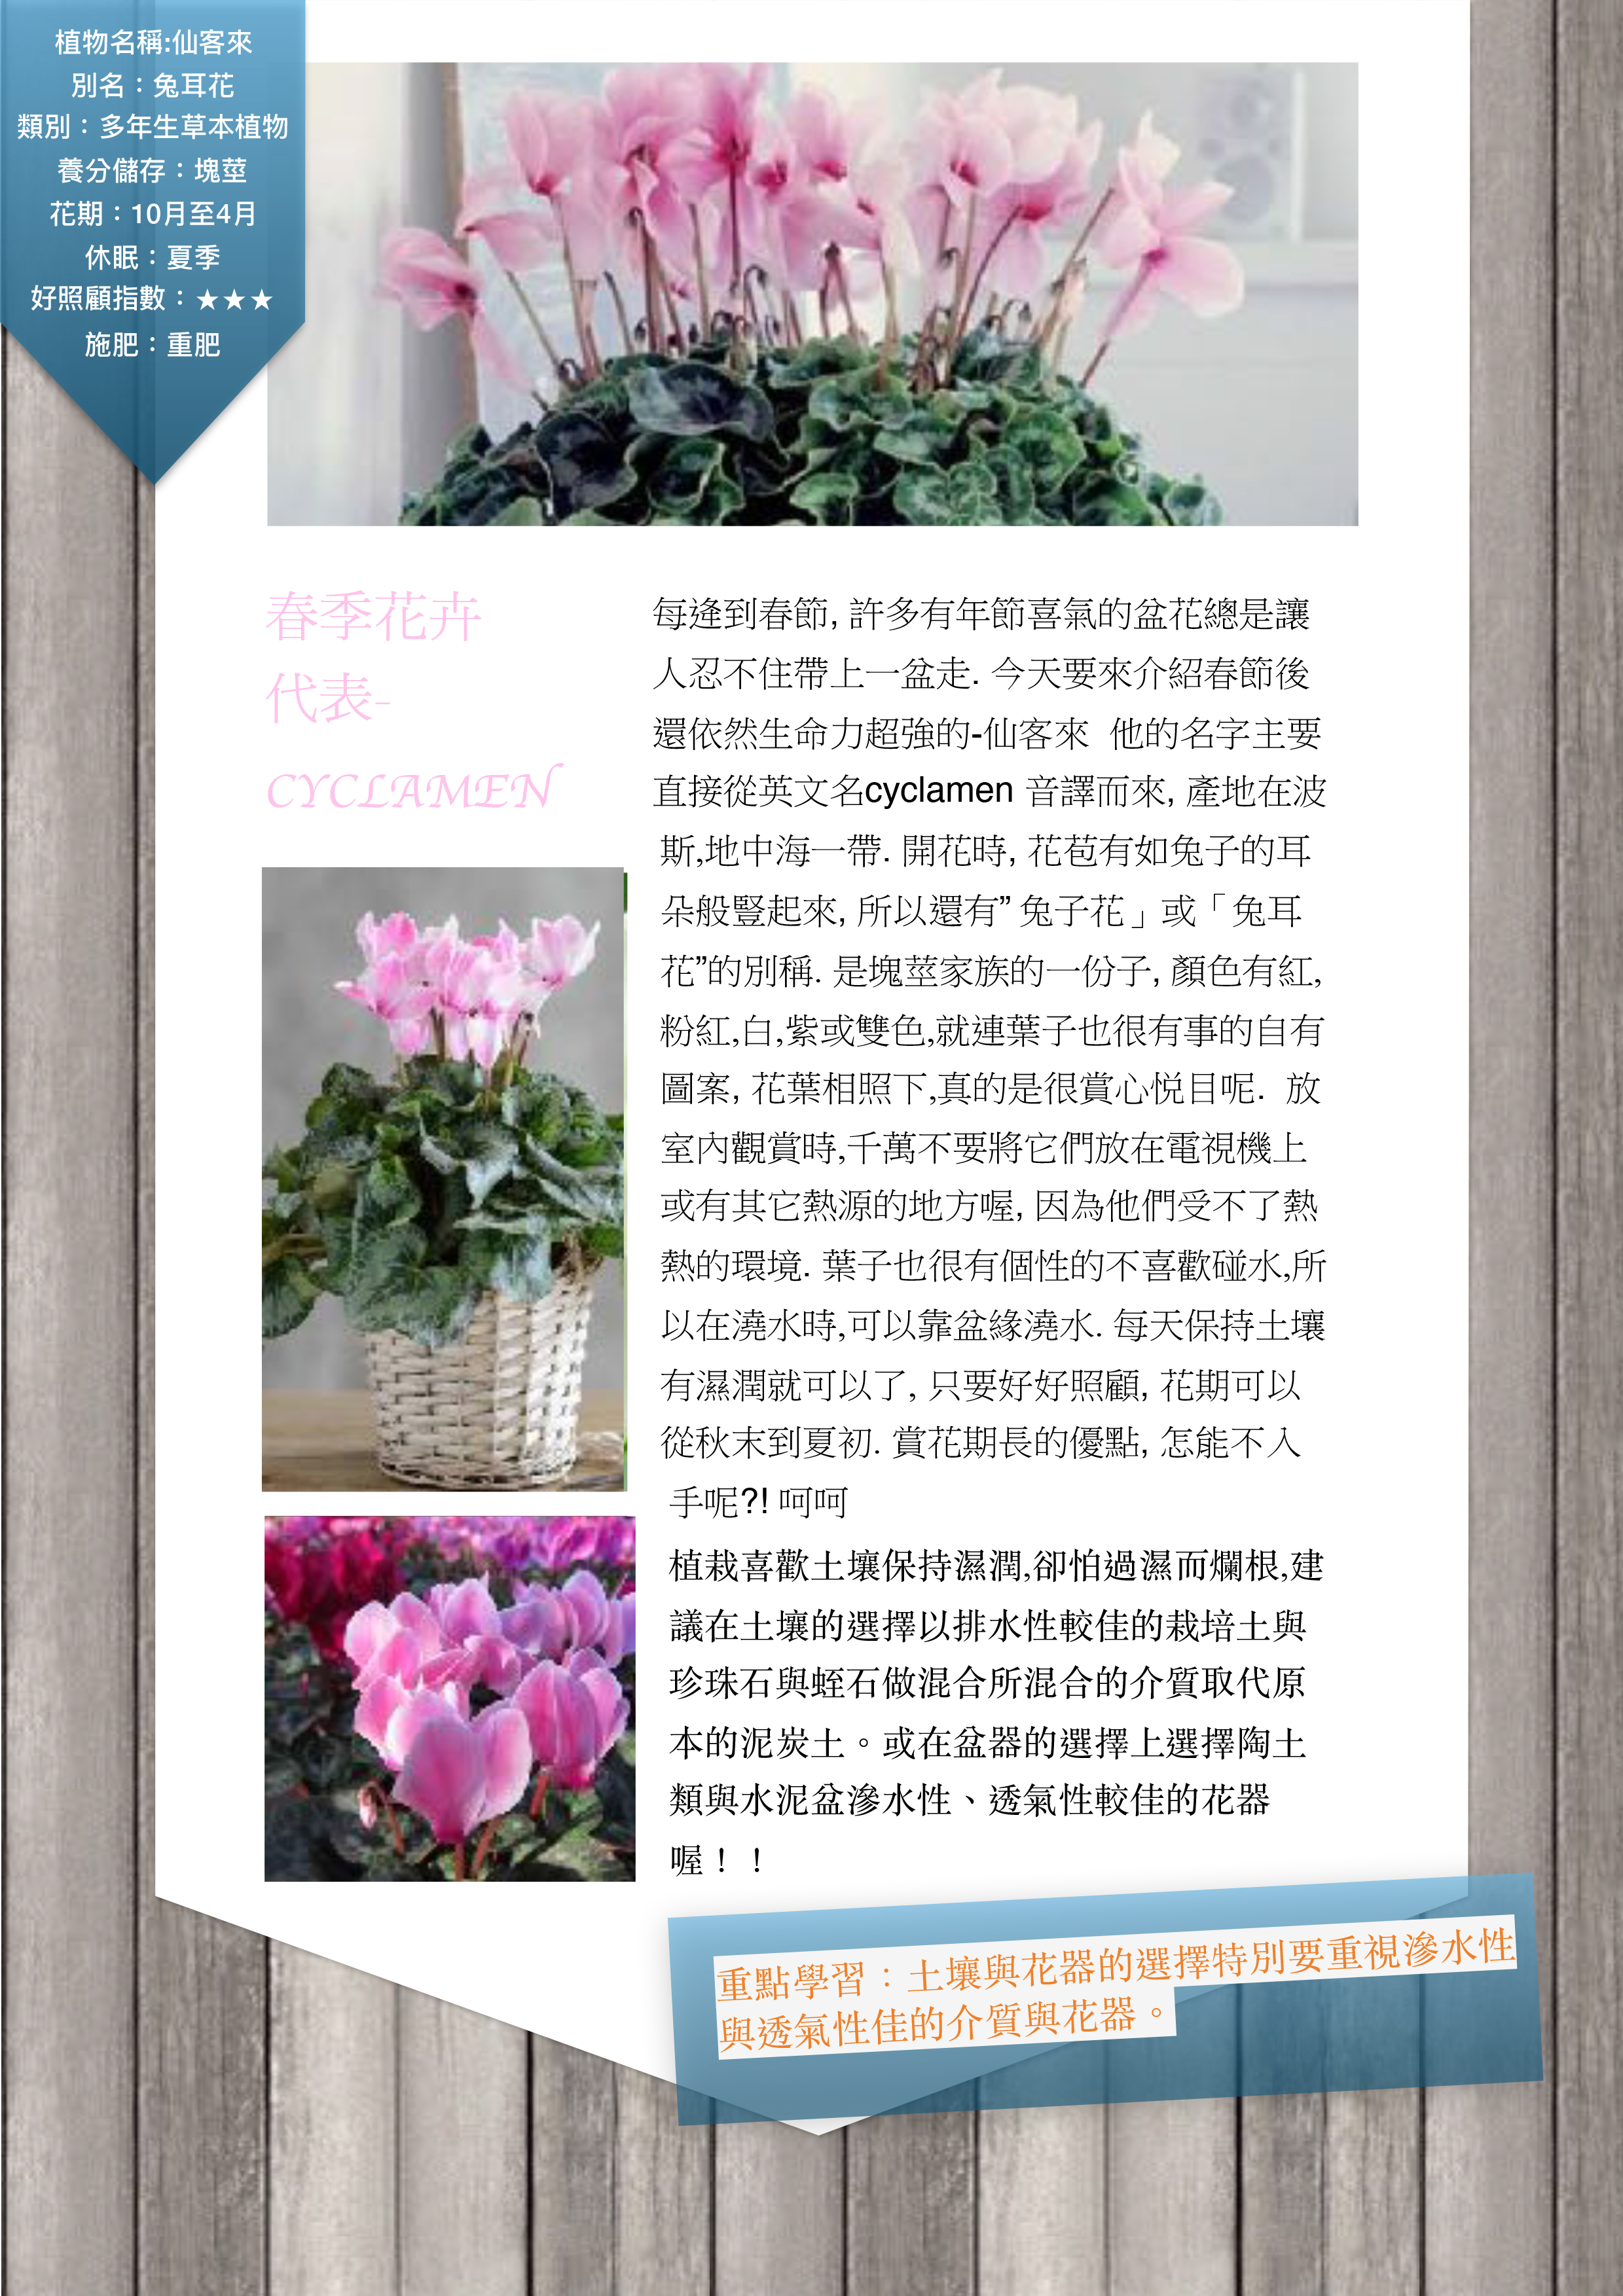 植物名稱:仙客來
別名：兔耳花
類別：多年生草本植物
養分儲存：塊莖
花期：10月至4月
休眠：夏季
好照顧指數：★★★
施肥：重肥
春季花卉
代表-
CYCLAMEN
每逢到春節, 許多有年節喜氣的盆花總是讓
人忍不住帶上一盆走. 今天要來介紹春節後
還依然生命力超強的-仙客來  他的名字主要
直接從英文名cyclamen 音譯而來, 產地在波
斯,地中海一帶. 開花時, 花苞有如兔子的耳
朵般豎起來, 所以還有” 兔子花」或「兔耳
花”的別稱. 是塊莖家族的一份子, 顏色有紅,
粉紅,白,紫或雙色,就連葉子也很有事的自有
圖案, 花葉相照下,真的是很賞心悅目呢.  放
室內觀賞時,千萬不要將它們放在電視機上
或有其它熱源的地方喔, 因為他們受不了熱
熱的環境. 葉子也很有個性的不喜歡碰水,所
以在澆水時,可以靠盆緣澆水. 每天保持土壤
有濕潤就可以了, 只要好好照顧, 花期可以
從秋末到夏初. 賞花期長的優點, 怎能不入
手呢?! 呵呵
植栽喜歡土壤保持濕潤,卻怕過濕而爛根,建
議在土壤的選擇以排水性較佳的栽培土與
珍珠石與蛭石做混合所混合的介質取代原
本的泥炭土。或在盆器的選擇上選擇陶土
類與水泥盆滲水性、透氣性較佳的花器
喔！！
重點學習：土壤與花器的選擇特別要重視滲水性
與透氣性佳的介質與花器。